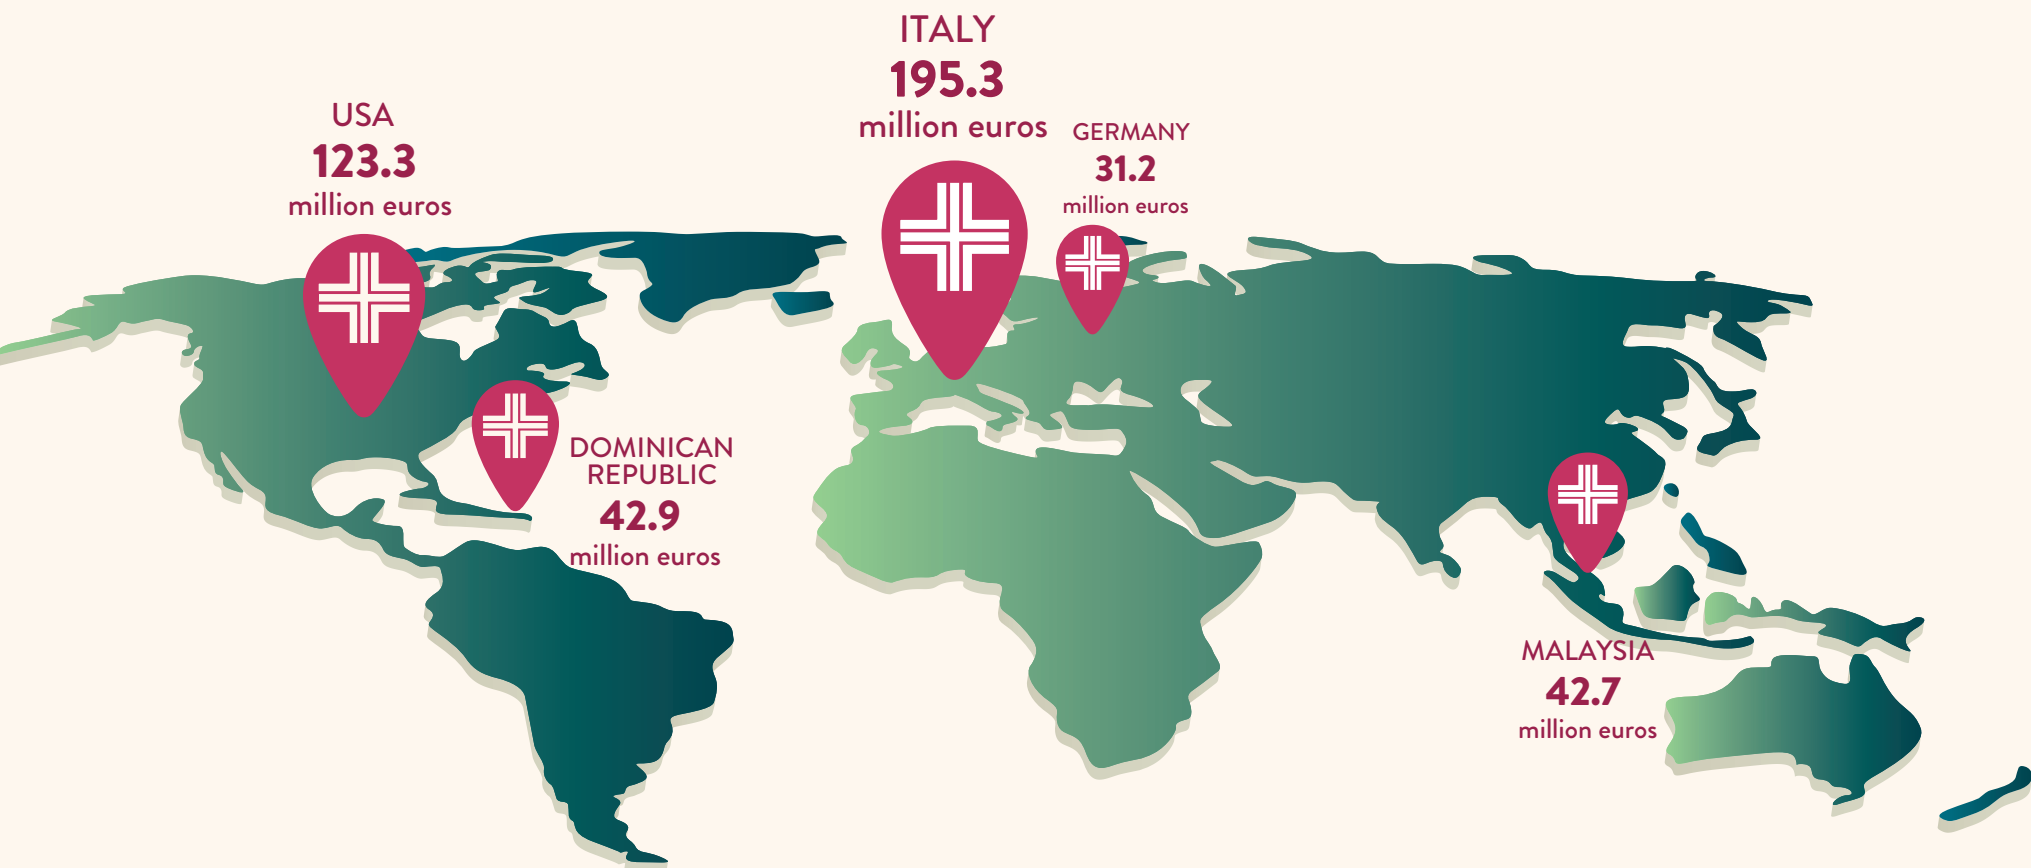 ITALY
195.3
million euros
USA
123.3
million euros
GERMANY
31.2
million euros
DOMINICAN
REPUBLIC
42.9
million euros
MALAYSIA
42.7
million euros